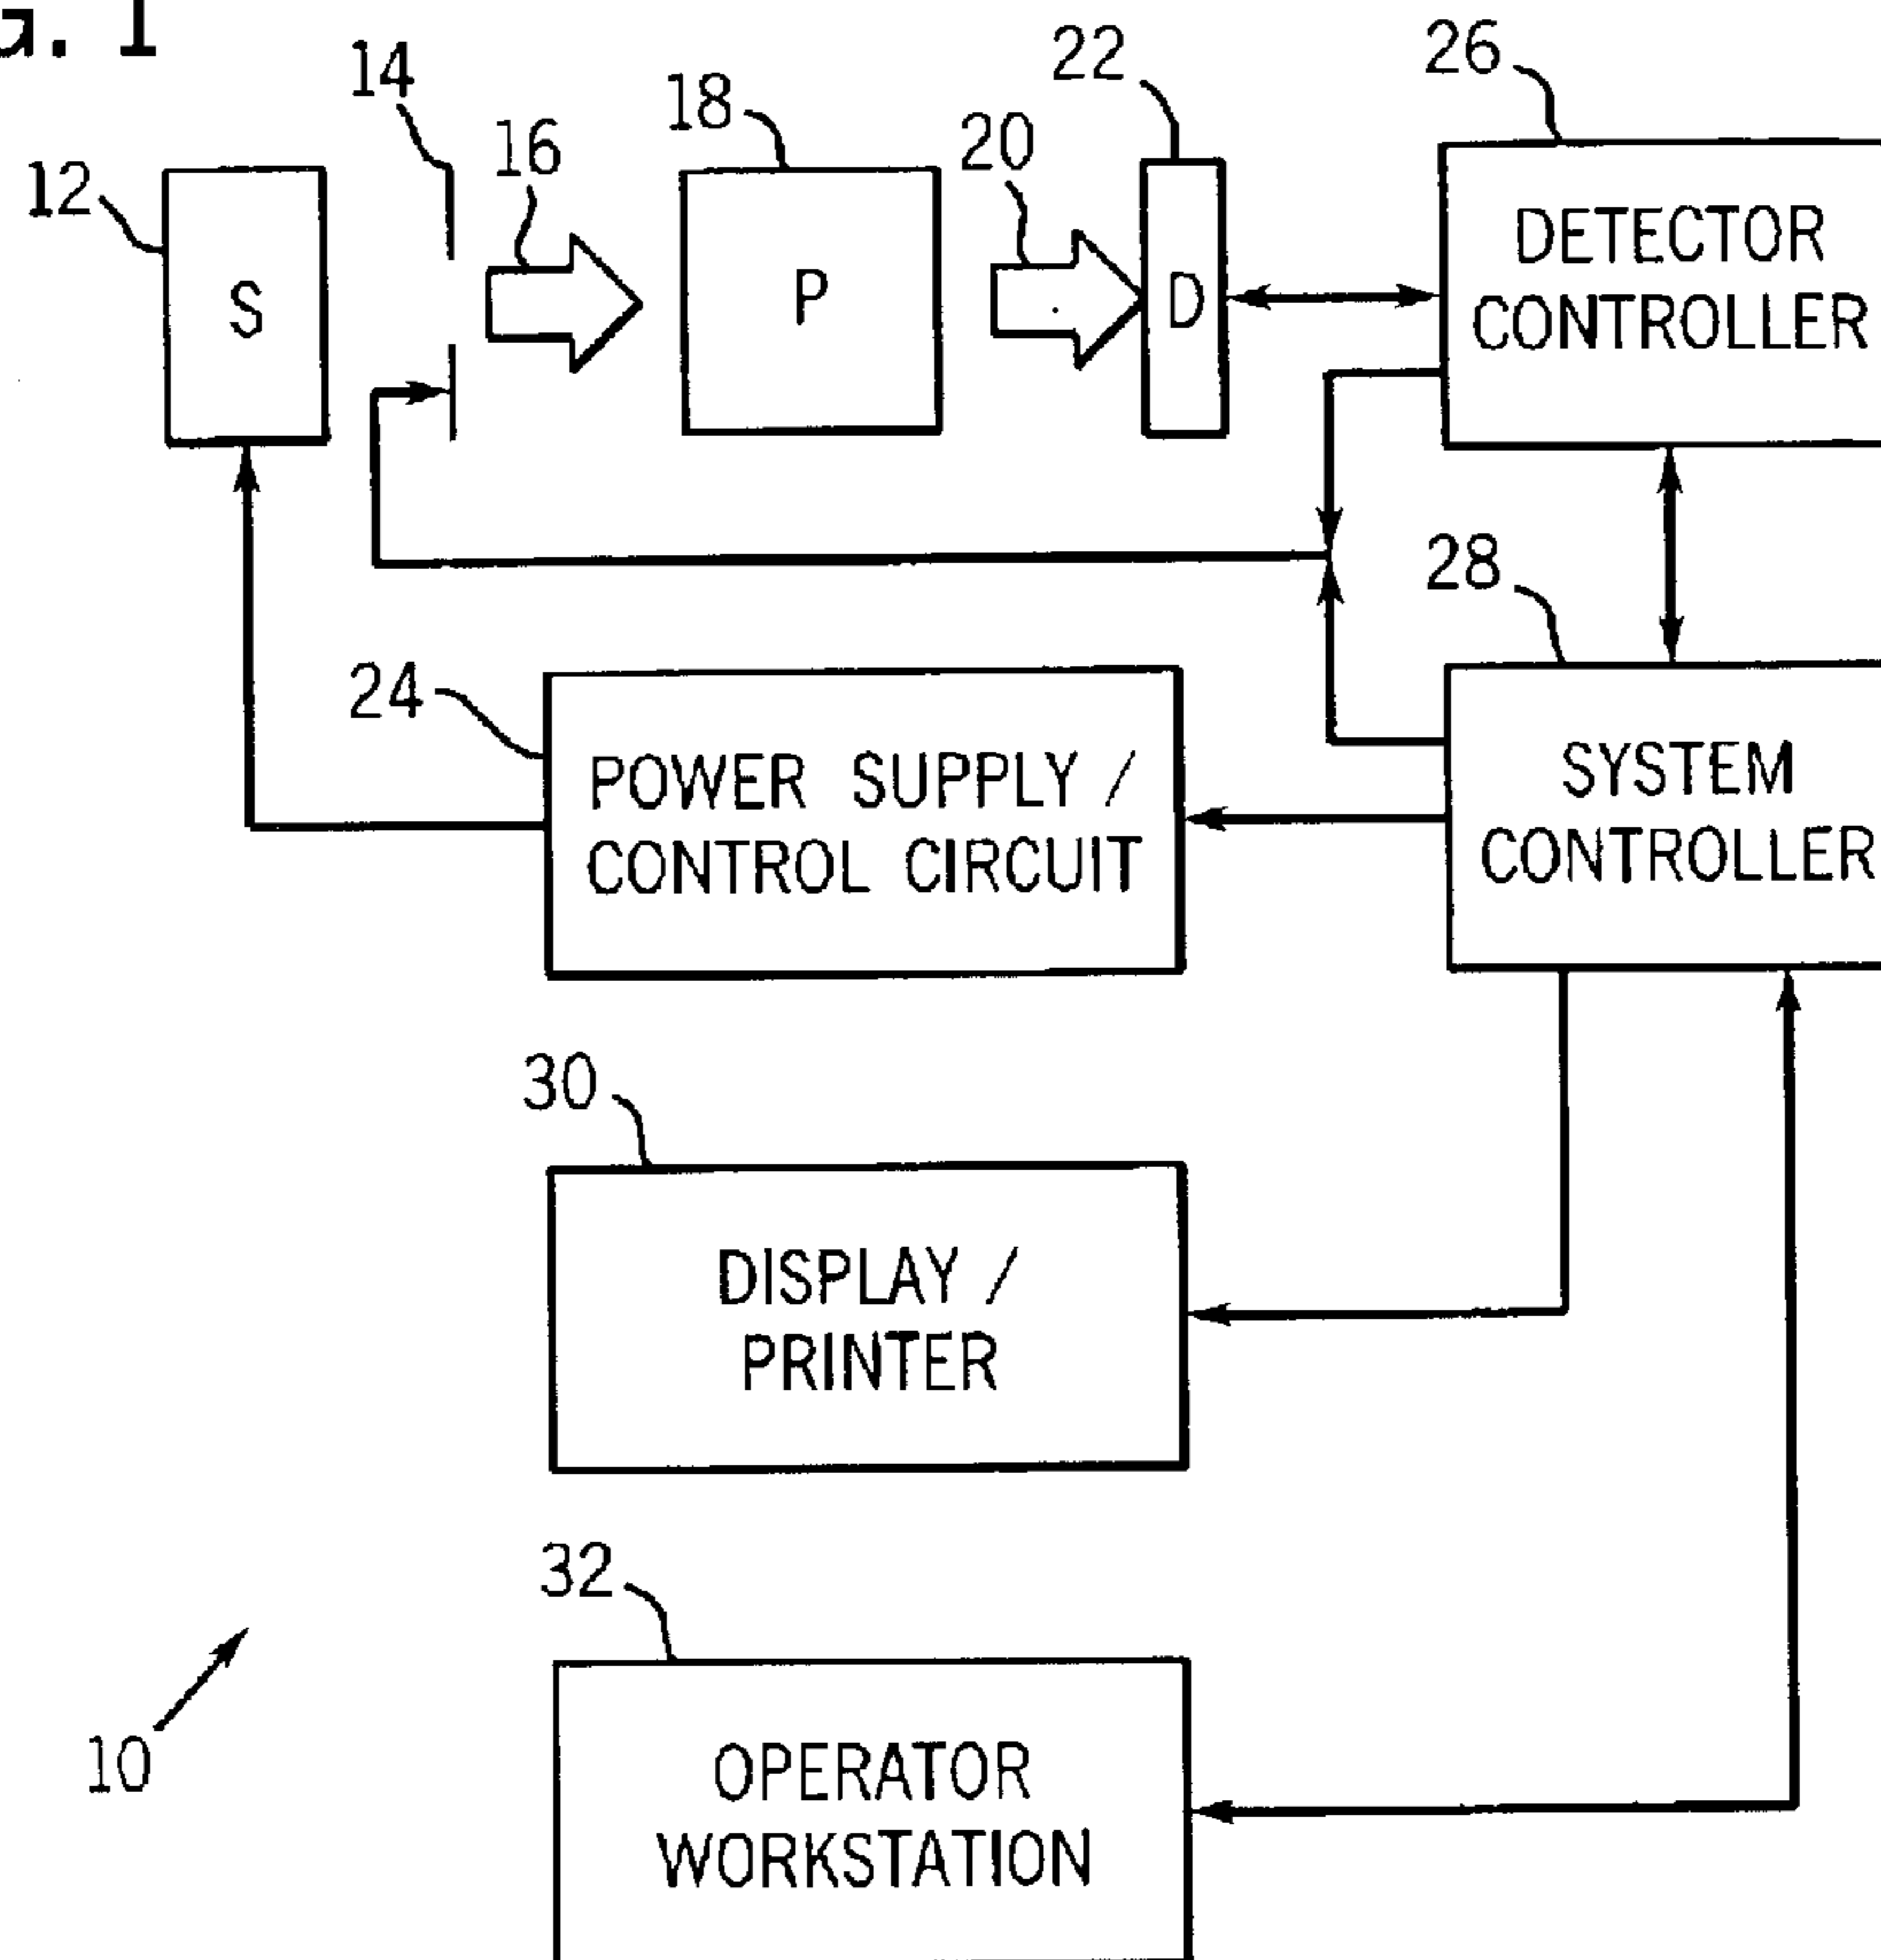 G. 1
14
16
18
20
22
26
12
S
P
D
DETECTOR
CONTROLLER
28
24
POWER SUPPLY /
CONTROL CIRCUIT
SYSTEM
CONTROLLER
30
DISPLAY /
PRINTER
32
10
OPERATOR
WORKSTATION